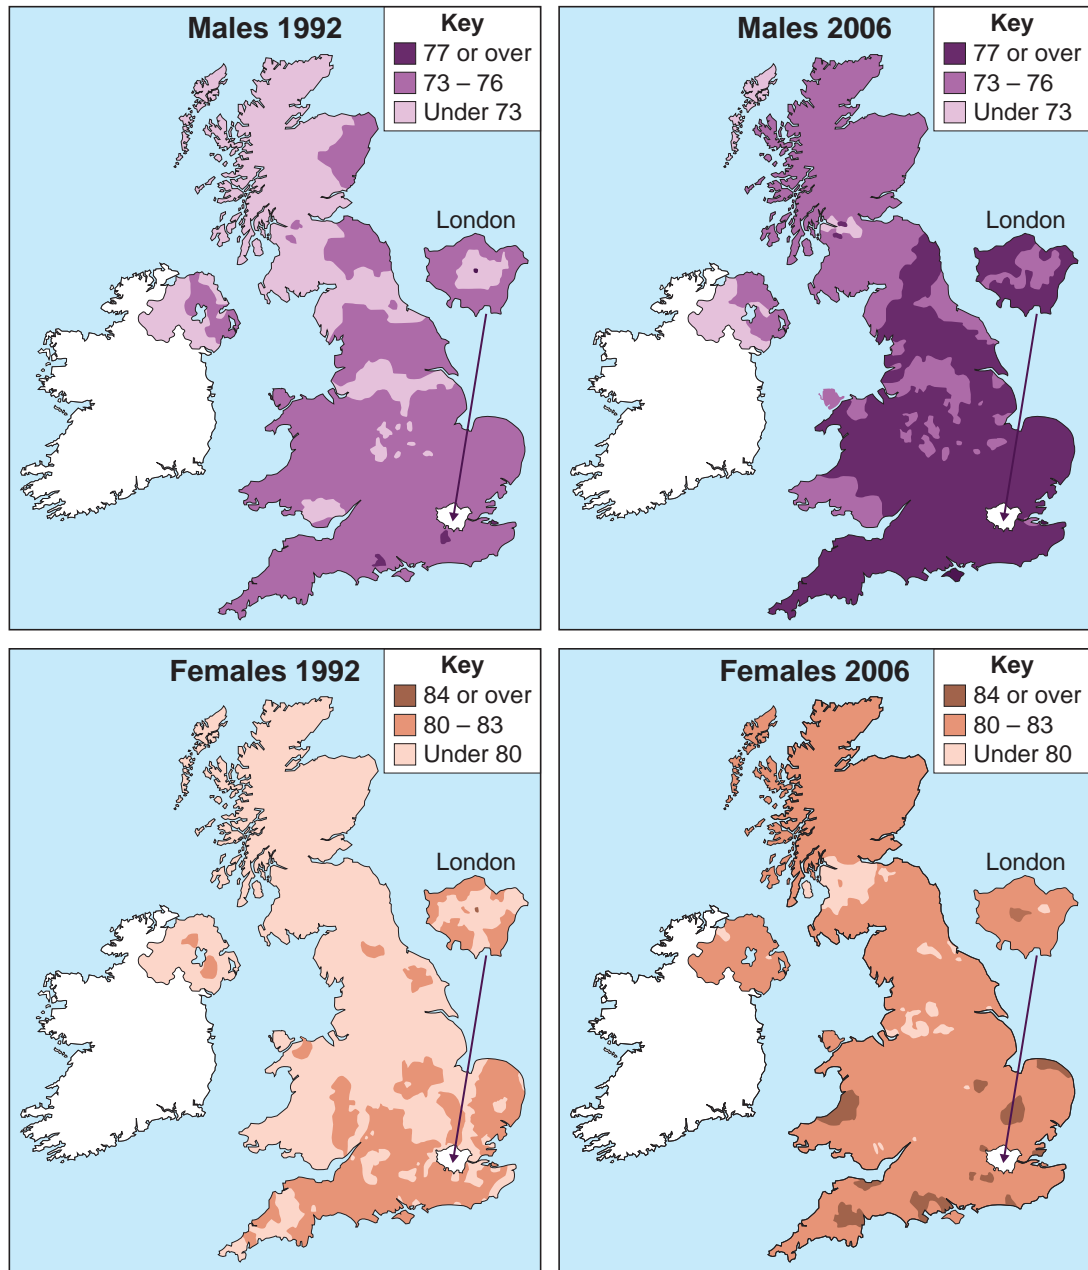 Males 1992
Key
77 or over
73 – 76
Under 73
London
Males 2006
Key
77 or over
73 – 76
Under 73
London
Females 1992
Key
84 or over
80 – 83
Under 80
London
Females 2006
Key
84 or over
80 – 83
Under 80
London